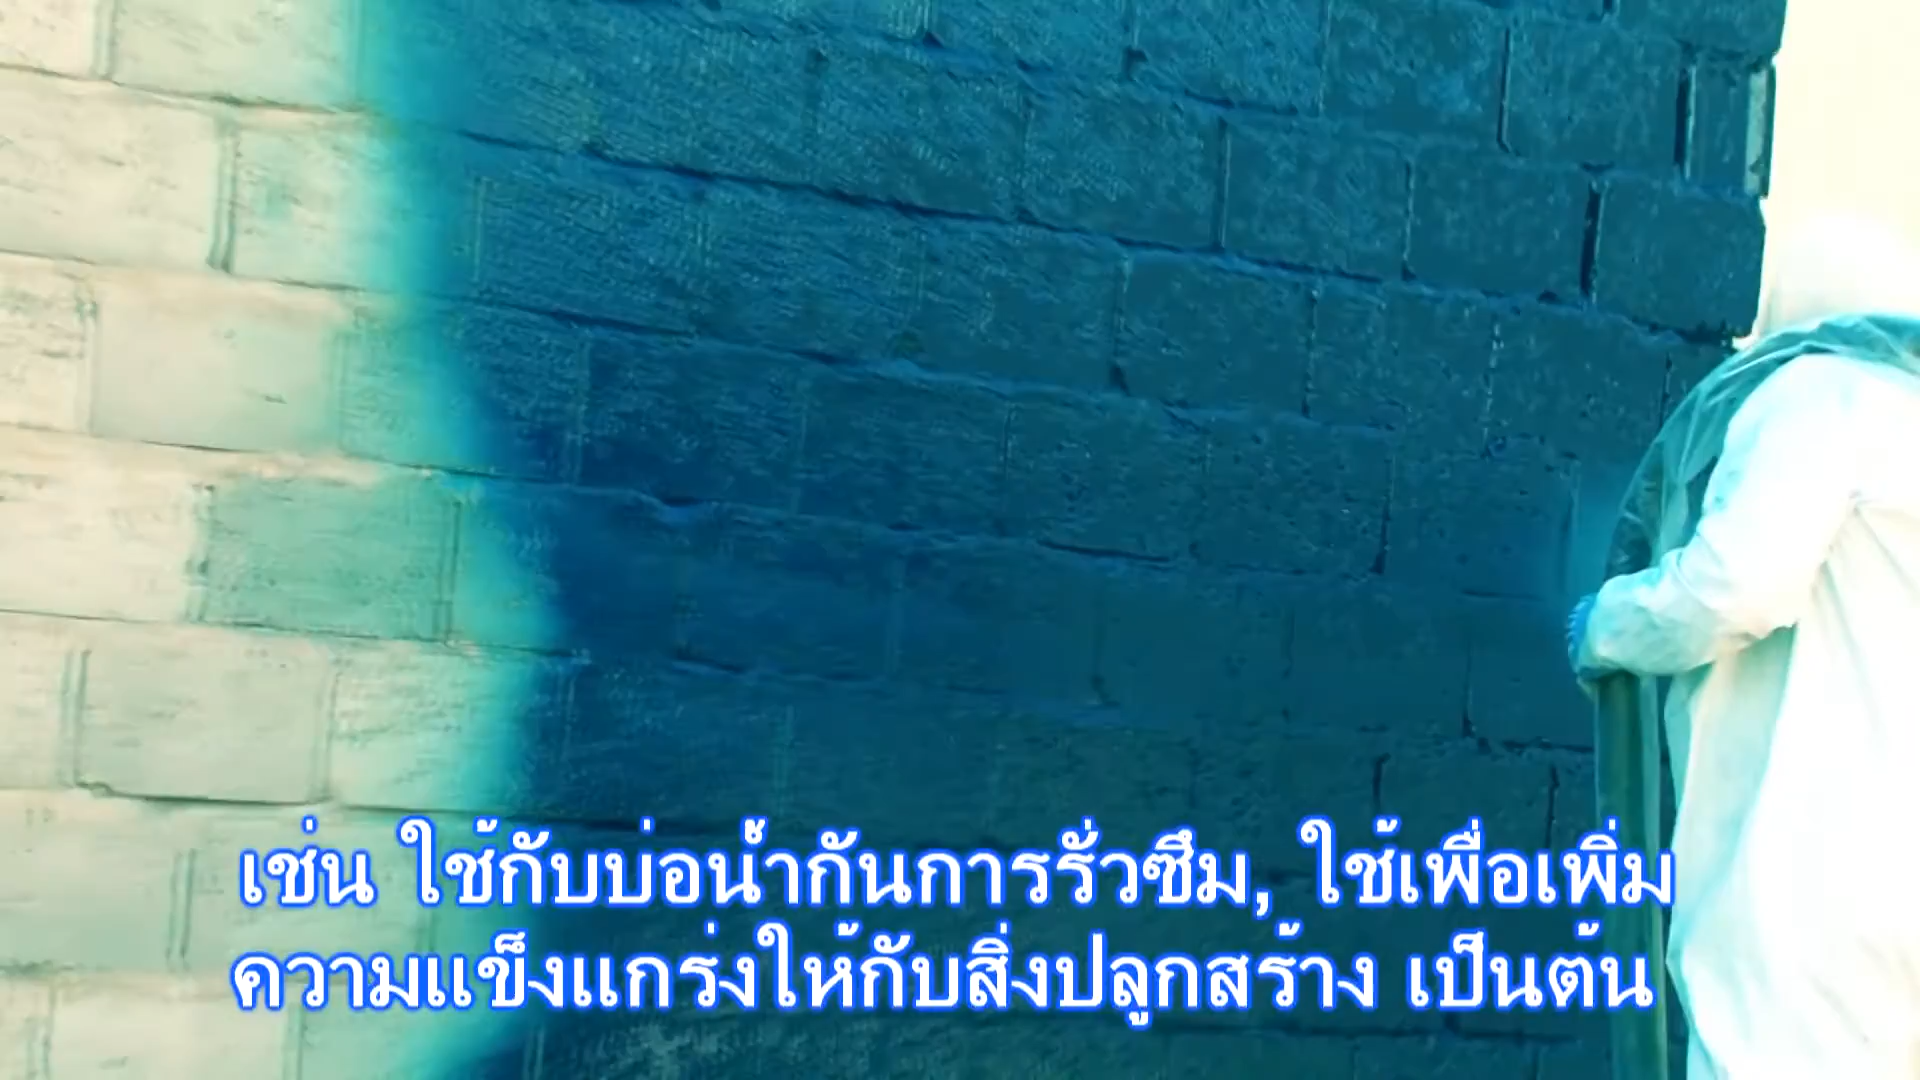 เช่น ใช้กับบ่อน้ำกันการรั่วซึม, ใช้เพื่อเพิ่ม
ความแข็งแกร่งให้กับสิ่งปลูกสร้าง เป็นต้น